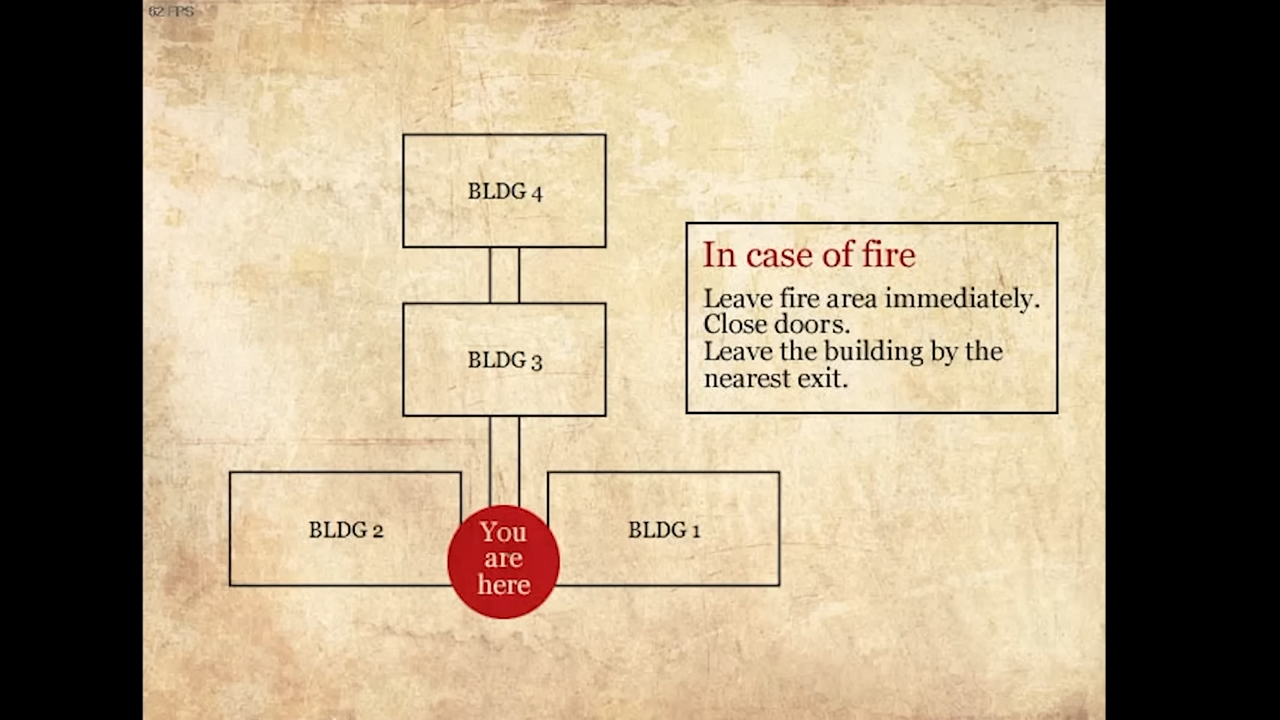 62 FPS
BLDG 4
In case of fire
Leave fire area immediately.
Close doors.
Leave the building by the
nearest exit.
BLDG 3
BLDG 2
You
are
here
BLDG 1